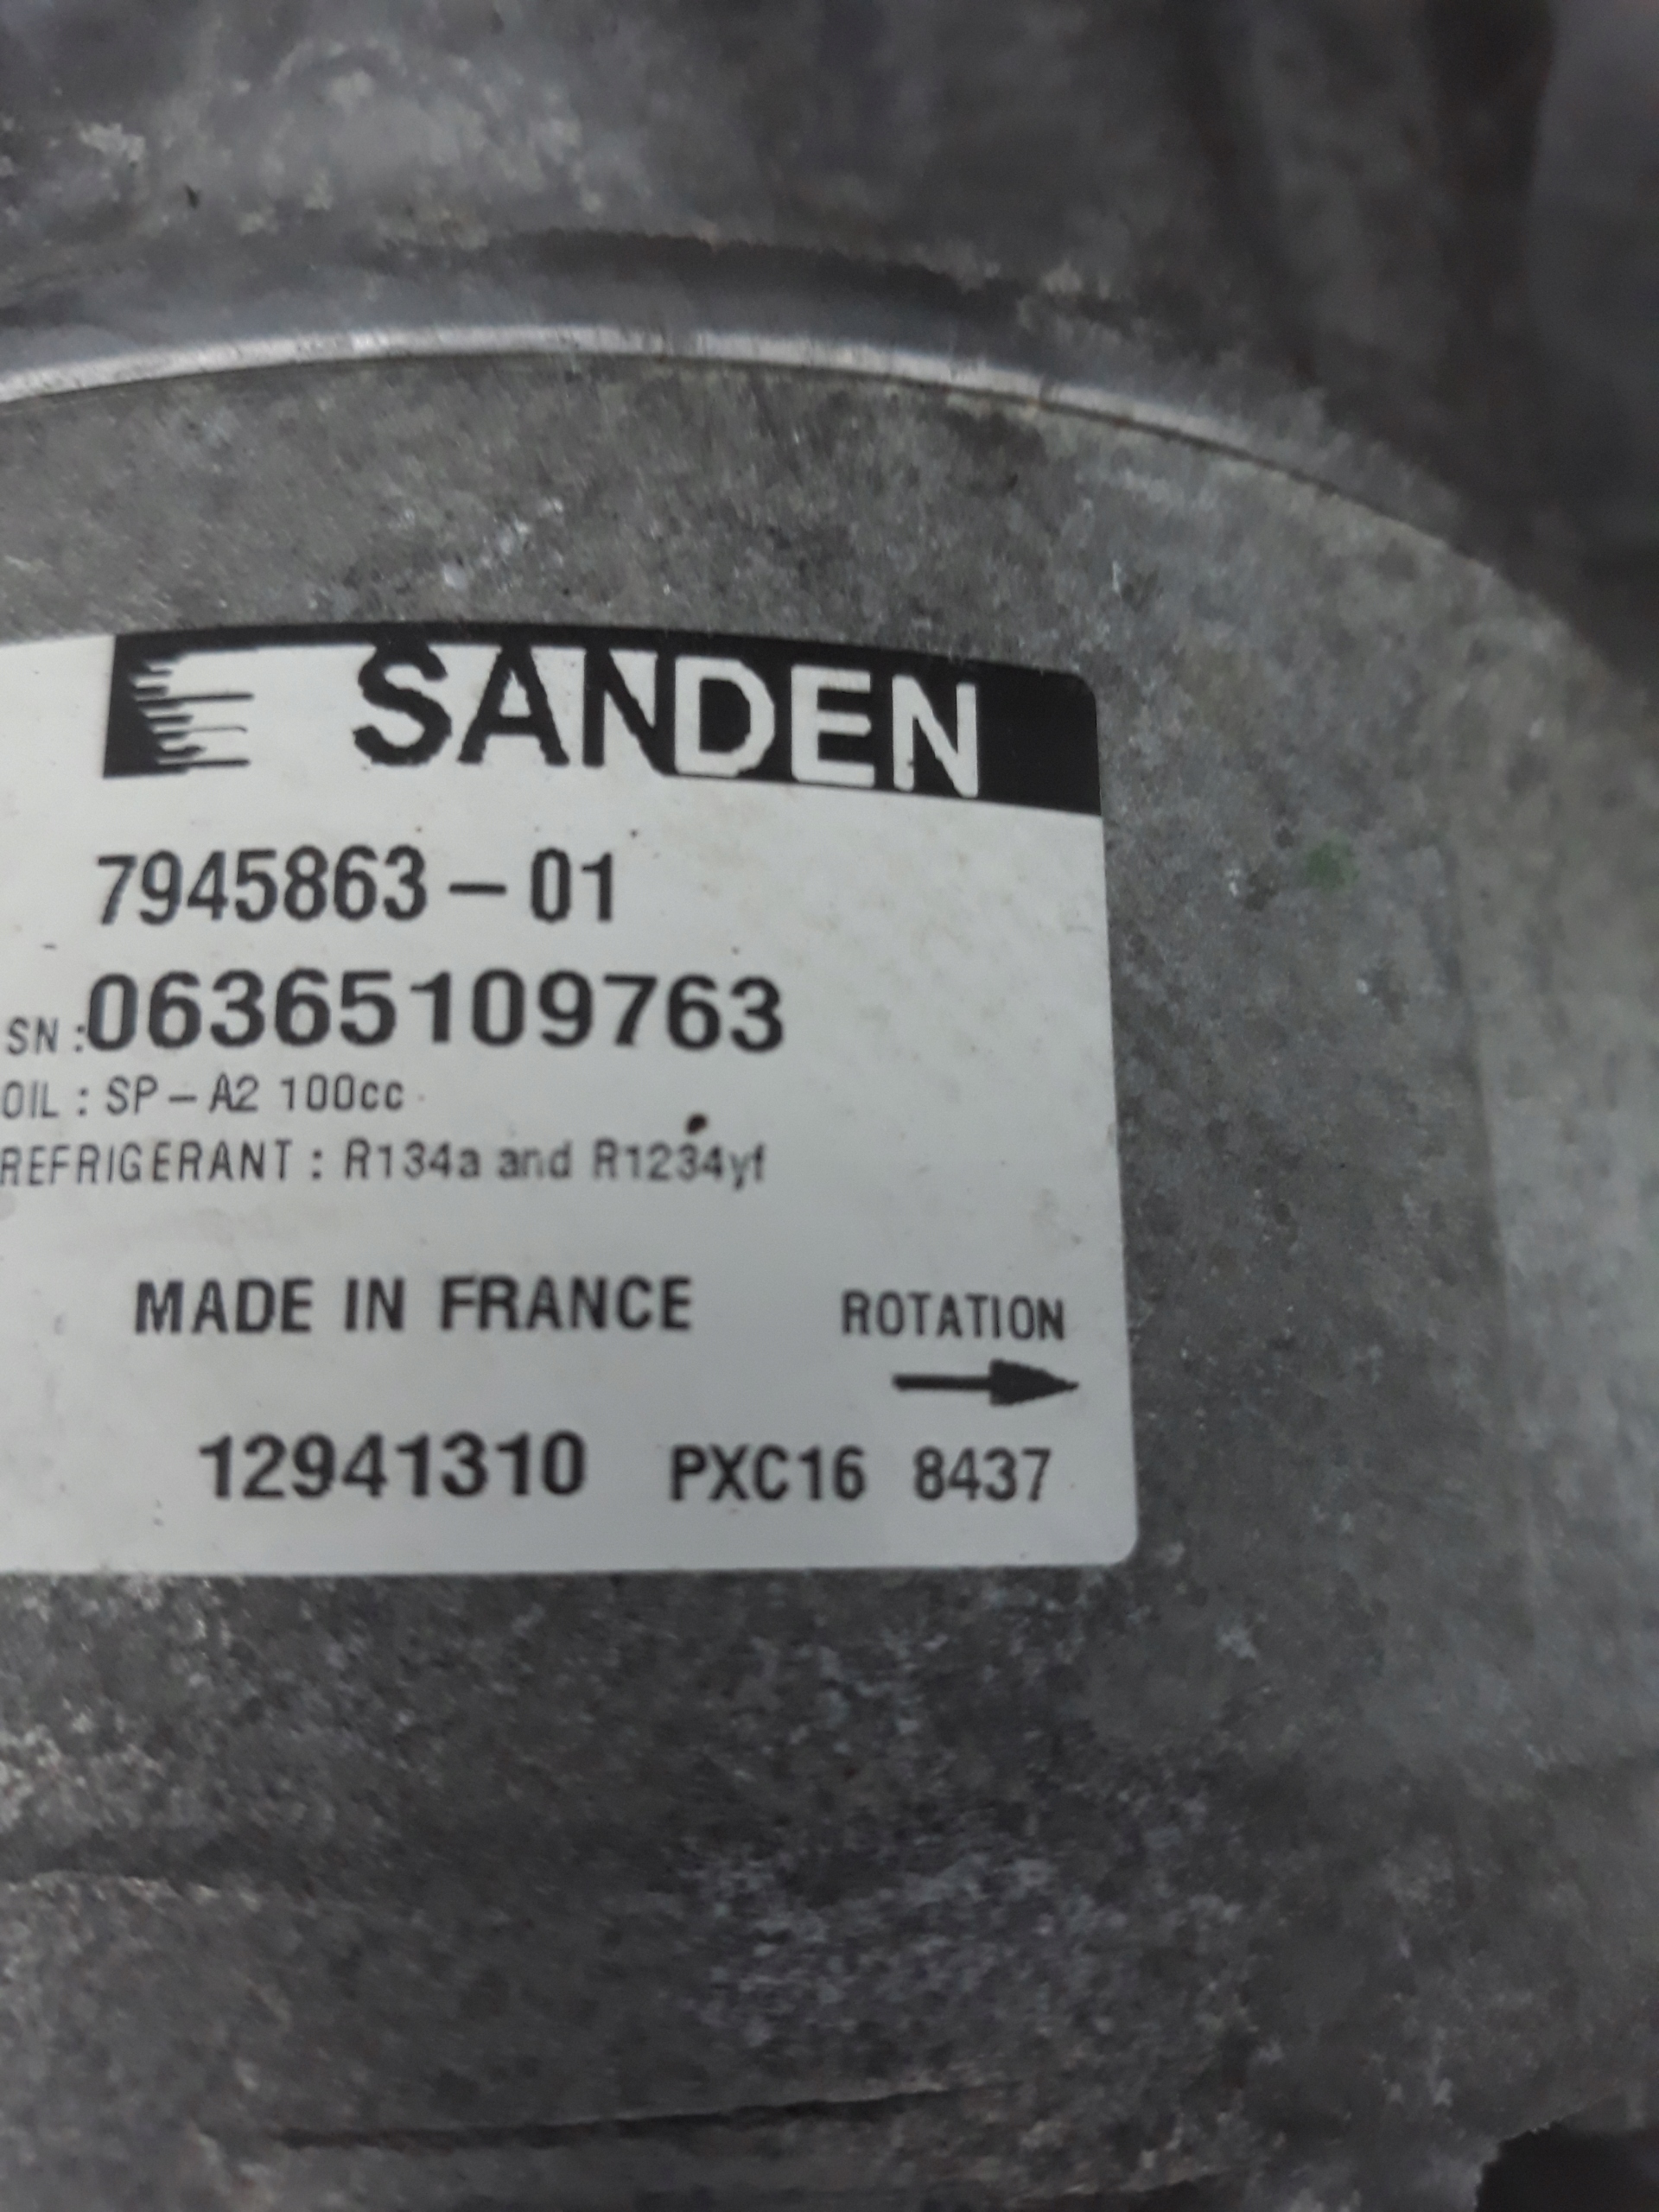 SANDEN
7945863-01
SN:06365109763
OIL : SP-A2 100cc
REFRIGERANT : R134a and R1234yf
MADE IN FRANCE ROTATION
12941310 PXC16 8437